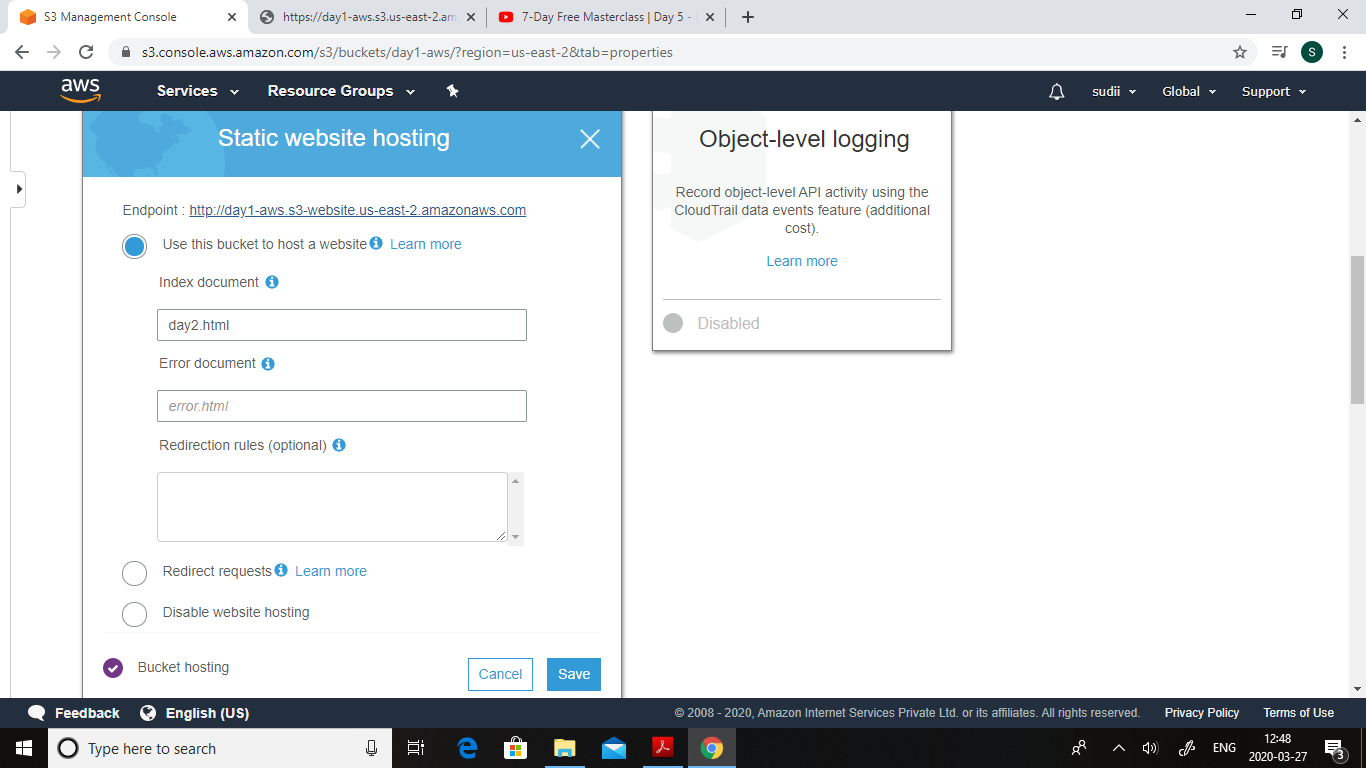 S3 Management Console
https://day1-aws.s3.us-east-2.am
7-Day Free Masterclass | Day 5 -
s3.console.aws.amazon.com/s3/buckets/day1-aws/?region=us-east-2&tab=properties
S
aws
Services
Resource Groups
sudii
Global
Support
Static website hosting
Endpoint : http://day1-aws.s3-website.us-east-2.amazonaws.com
Use this bucket to host a website Learn more
Index document
day2.html
Error document
error.html
Redirection rules (optional)
Redirect requests Learn more
Disable website hosting
Bucket hosting
Cancel
Save
Object-level logging
Record object-level API activity using the
CloudTrail data events feature (additional
cost).
Learn more
Disabled
Feedback
English (US)
© 2008 - 2020, Amazon Internet Services Private Ltd. or its affiliates. All rights reserved.
Privacy Policy
Terms of Use
Type here to search
ENG
12:48
2020-03-27
3